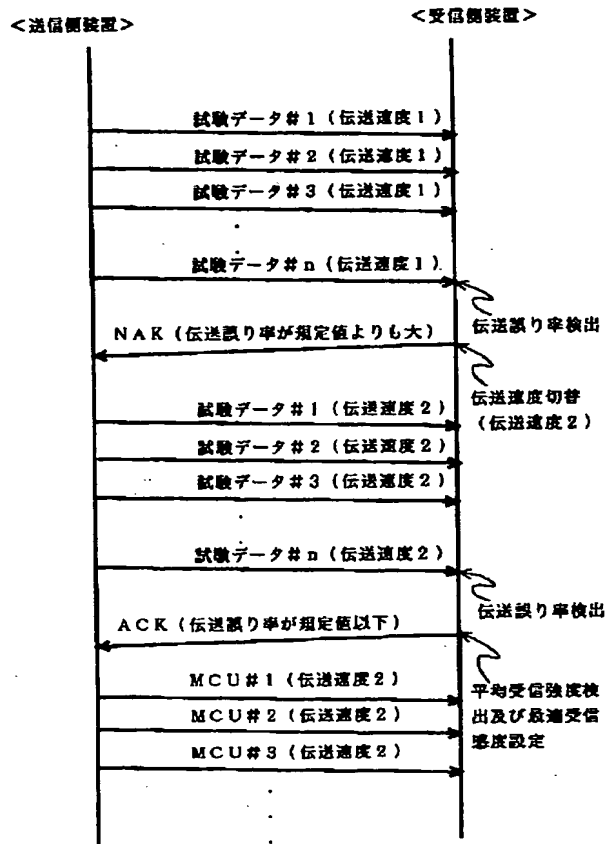 <送信側装置>
<受信側装置>
試験データ#1(伝送速度1)
試験データ#2(伝送速度1)
試験データ#3(伝送速度1)
試験データ#n(伝送速度1)
伝送誤り率検出
NAK(伝送誤り率が規定値よりも大)
伝送速度切替
(伝送速度2)
試験データ#1(伝送速度2)
試験データ#2(伝送速度2)
試験データ#3(伝送速度2)
試験データ#n(伝送速度2)
伝送誤り率検出
ACK(伝送誤り率が規定値以下)
平均受信強度検
出及び最適受信
感度設定
MCU#1(伝送速度2)
MCU#2(伝送速度2)
MCU#3(伝送速度2)